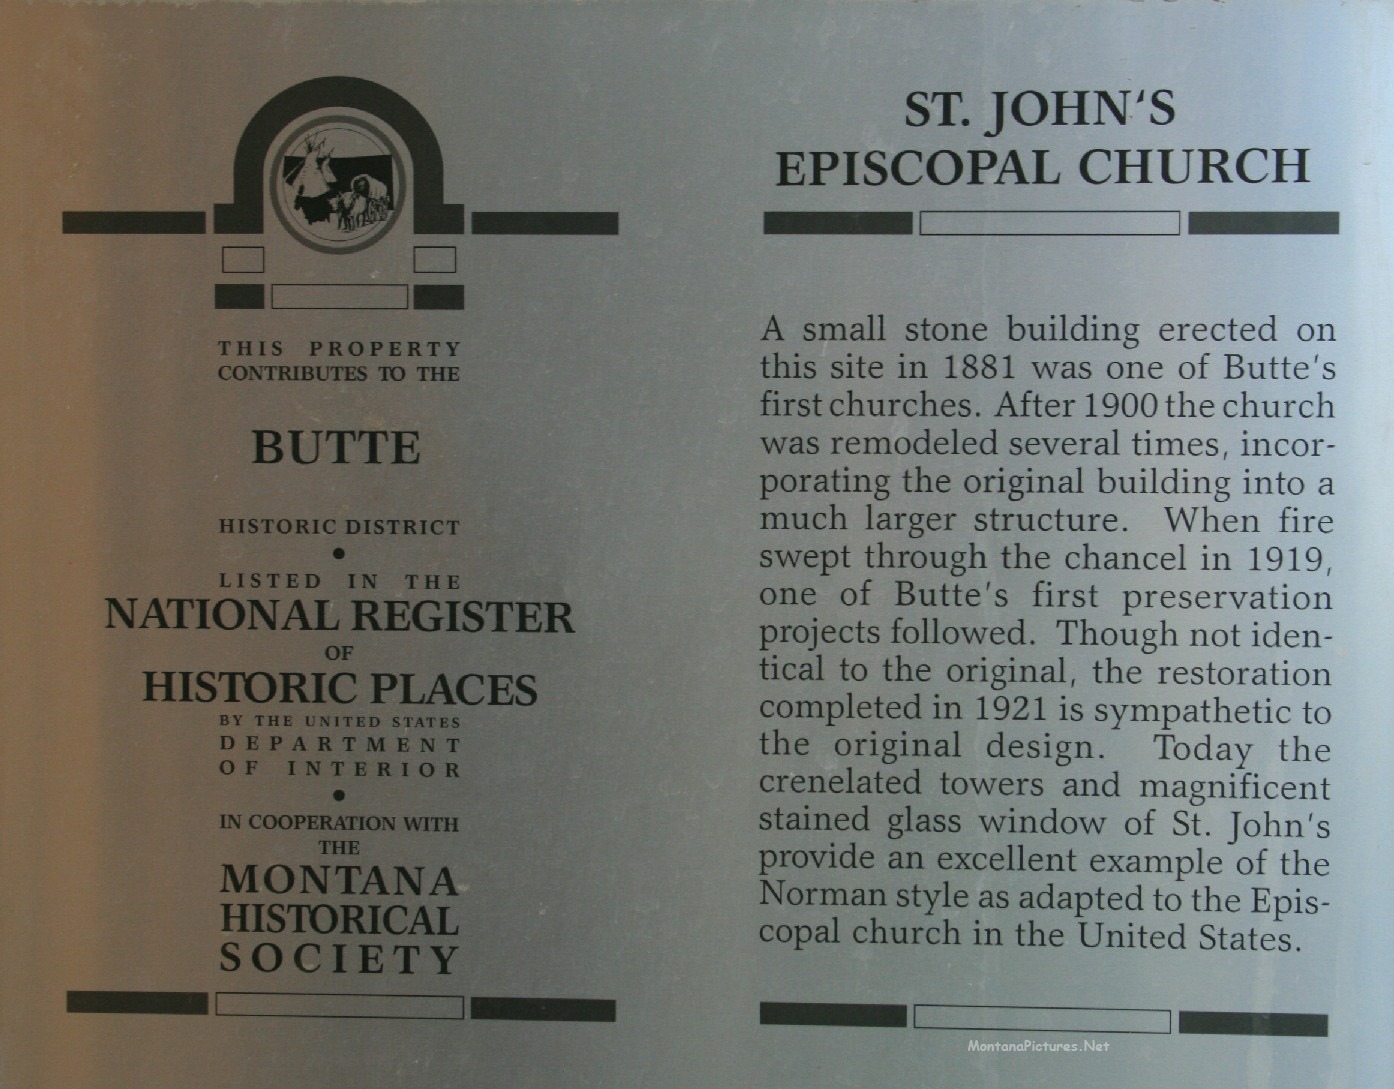 THIS PROPERTY
CONTRIBUTES TO THE
BUTTE
HISTORIC DISTRICT
•
LISTED IN THE
NATIONAL REGISTER
OF
HISTORIC PLACES
BY THE UNITED STATES
DEPARTMENT
OF INTERIOR
•
IN COOPERATION WITH
THE
MONTANA
HISTORICAL
SOCIETY
ST. JOHN‘S
EPISCOPAL CHURCH
A small stone building erected on
this site in 1881 was one of Butte's
first churches. After 1900 the church
was remodeled several times, incor-
porating the original building into a
much larger structure. When fire
swept through the chancel in 1919,
one of Butte's first preservation
projects followed. Though not iden-
tical to the original, the restoration
completed in 1921 is sympathetic to
the original design. Today the
crenelated towers and magnificent
stained glass window of St. John's
provide an excellent example of the
Norman style as adapted to the Epis-
copal church in the United States.
MontanaPictures.Net